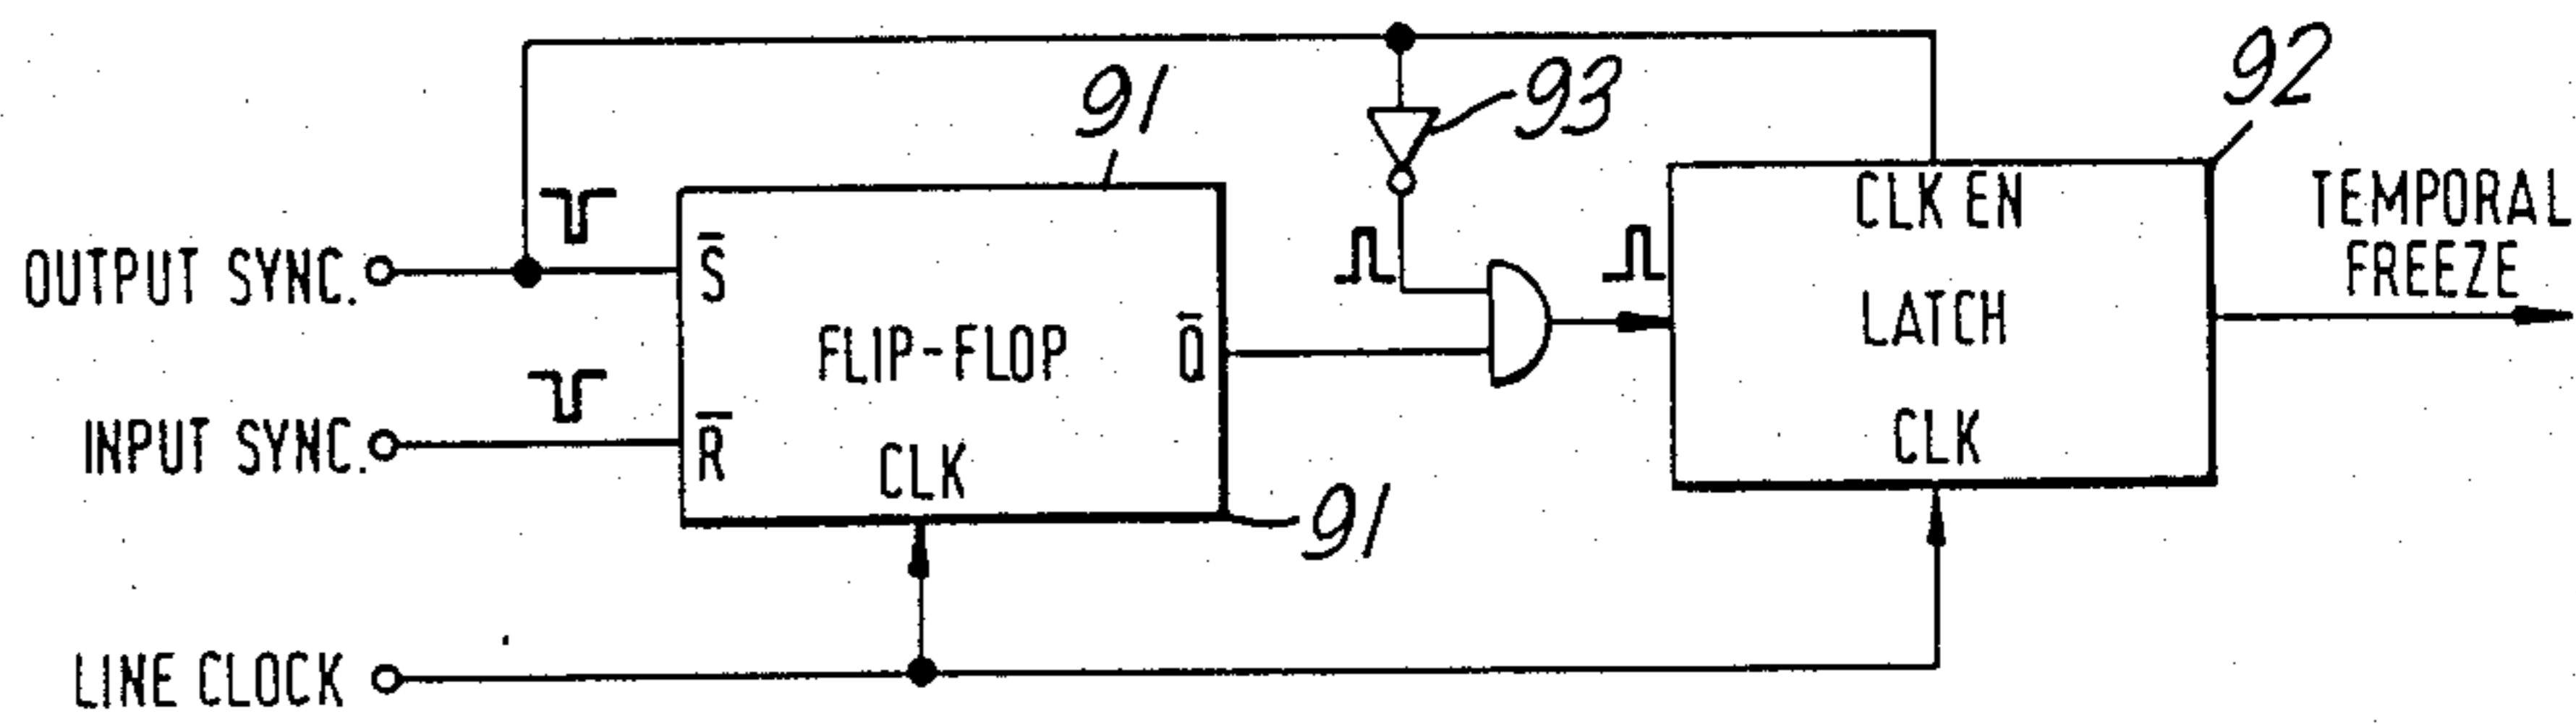 91
93
92
OUTPUT SYNC.
S̅
CLK EN
TEMPORAL
FREEZE
FLIP-FLOP
Q̅
LATCH
INPUT SYNC.
R̅
CLK
CLK
91
LINE CLOCK